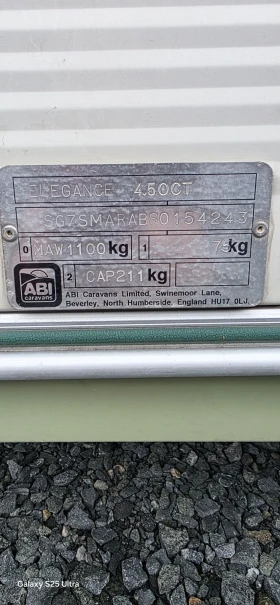 ELEGANCE 450CT
SG7SMARABS0154243
0 MAW1100kg 1 75kg
ABI caravans 2 CAP211kg
ABI Caravans Limited, Swinemoor Lane,
Beverley, North Humberside, England HU17 0LJ.
Galaxy S25 Ultra